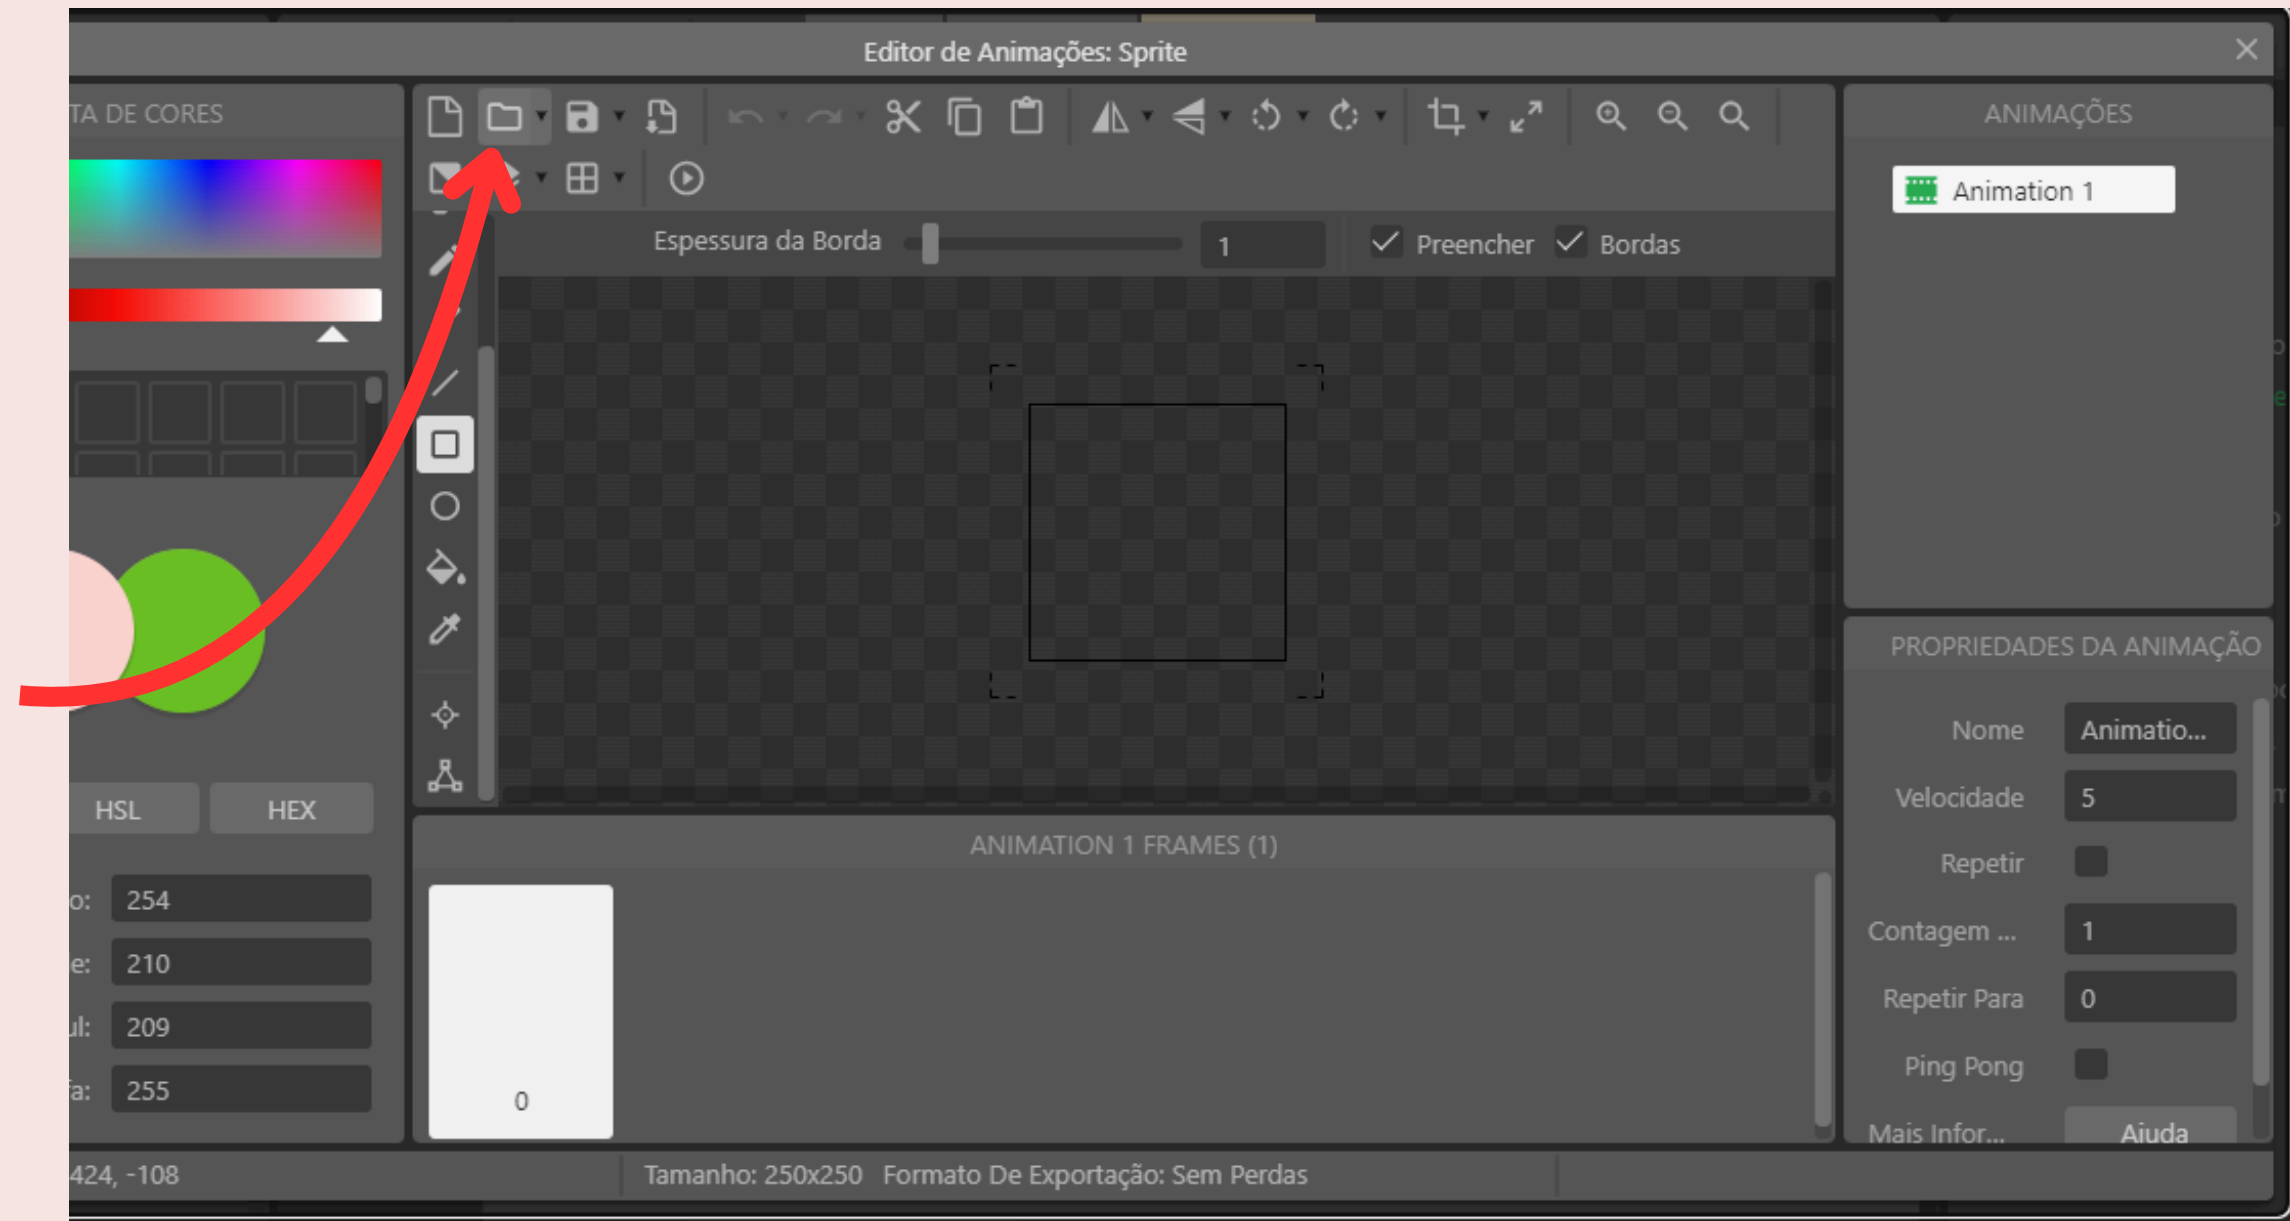 Editor de Animações: Sprite
TA DE CORES
ANIMAÇÕES
Animation 1
Espessura da Borda
1
Preencher
Bordas
PROPRIEDADES DA ANIMAÇÃO
Nome
Animatio...
Velocidade
5
Repetir
Contagem ...
1
Repetir Para
0
Ping Pong
Mais Infor...
Ajuda
HSL
HEX
o:
254
e:
210
ul:
209
fa:
255
ANIMATION 1 FRAMES (1)
0
424, -108
Tamanho: 250x250
Formato De Exportação: Sem Perdas